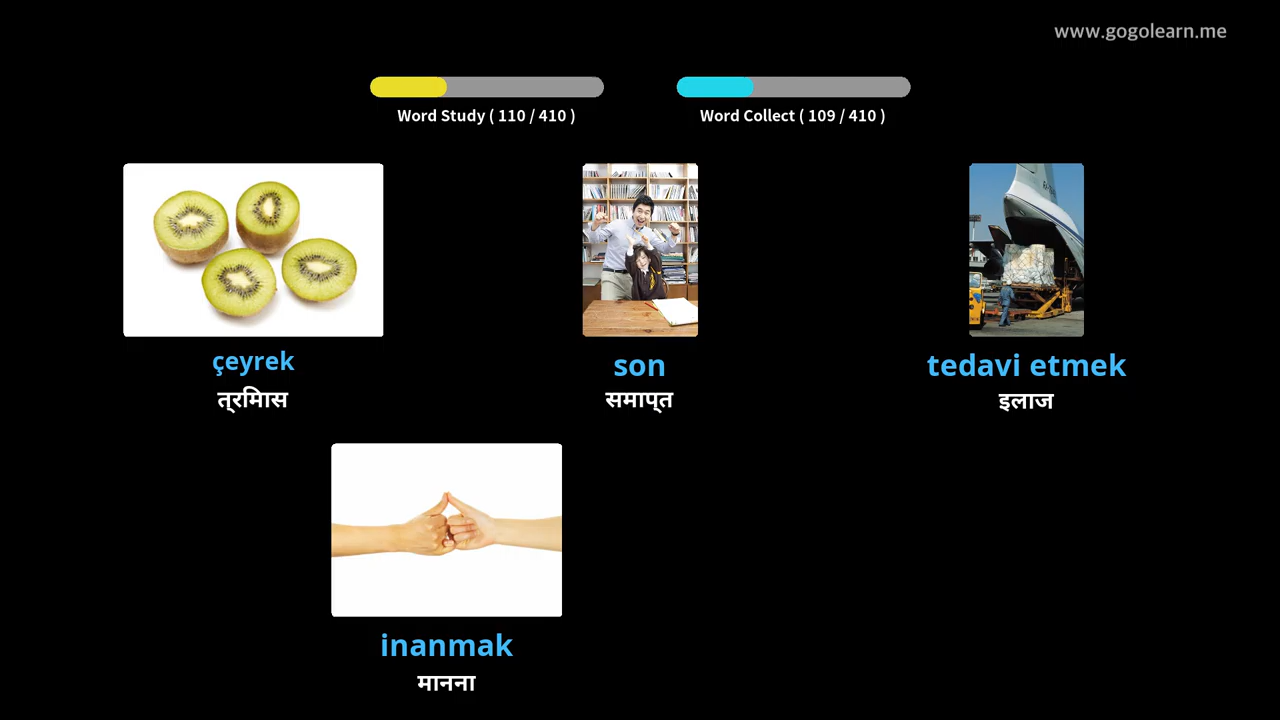 www.gogolearn.me
Word Study ( 110 / 410 )
Word Collect ( 109 / 410 )
çeyrek
त्रिमास
son
समाप्त
tedavi etmek
इलाज
inanmak
मानना